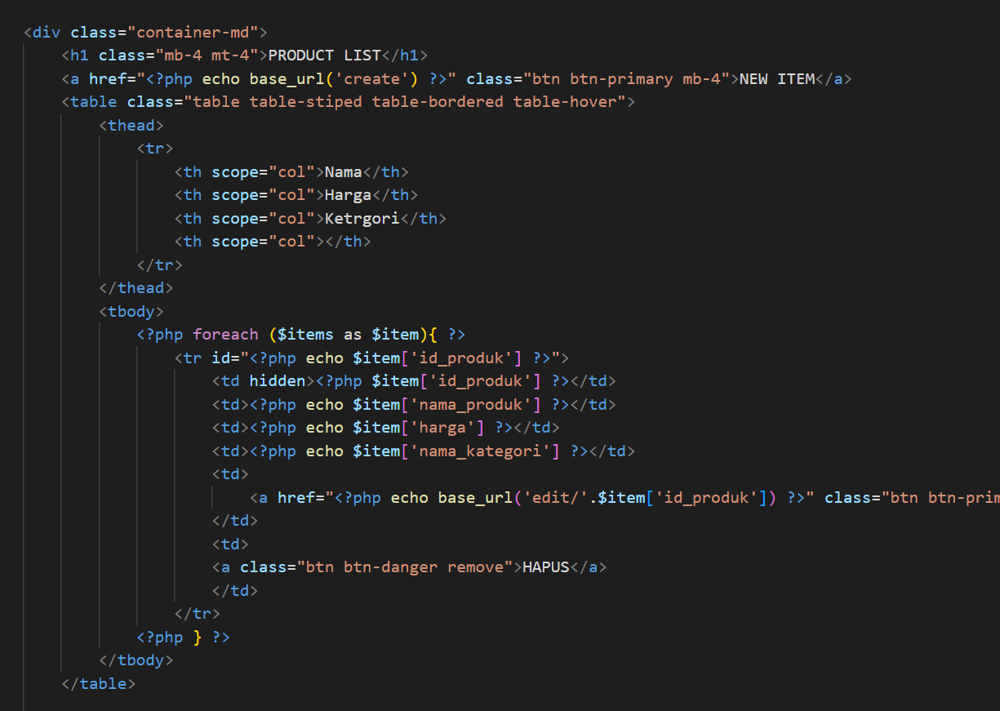 <div class="container-md">
<h1 class="mb-4 mt-4">PRODUCT LIST</h1>
<a href="<?php echo base_url('create') ?>" class="btn btn-primary mb-4">NEW ITEM</a>
<table class="table table-stiped table-bordered table-hover">
<thead>
<tr>
<th scope="col">Nama</th>
<th scope="col">Harga</th>
<th scope="col">Ketrgori</th>
<th scope="col"></th>
</tr>
</thead>
<tbody>
<?php foreach ($items as $item){ ?>
<tr id="<?php echo $item['id_produk'] ?>">
<td hidden><?php $item['id_produk'] ?></td>
<td><?php echo $item['nama_produk'] ?></td>
<td><?php echo $item['harga'] ?></td>
<td><?php echo $item['nama_kategori'] ?></td>
<td>
<a href="<?php echo base_url('edit/'.$item['id_produk']) ?>" class="btn btn-prim
</td>
<td>
<a class="btn btn-danger remove">HAPUS</a>
</td>
</tr>
<?php } ?>
</tbody>
</table>